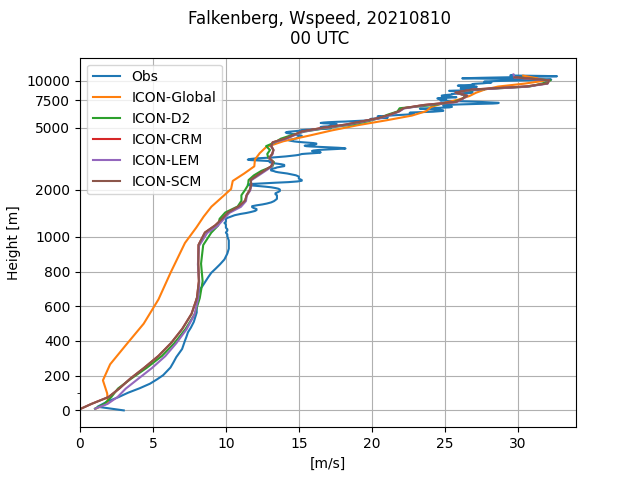 Falkenberg, Wspeed, 20210810
00 UTC
Obs
ICON-Global
ICON-D2
ICON-CRM
ICON-LEM
ICON-SCM
Height [m]
10000
7500
5000
2000
1000
800
600
400
200
0
0 5 10 15 20 25 30
[m/s]